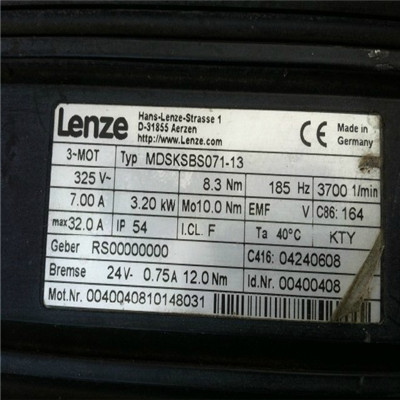 Lenze Hans-Lenze-Strasse 1
D-31855 Aerzen
http://www.Lenze.com
CE Made in
Germany
3~MOT Typ MDSKSBS071-13
325 V~ 8.3 Nm 185 Hz 3700 1/min
7.00 A 3.20 kW Mo10.0 Nm EMF V C86: 164
max32.0 A IP 54 I.CL. F Ta 40°C KTY
Geber RS00000000 C416: 04240608
Bremse 24V- 0.75A 12.0Nm Id.Nr. 00400408
Mot.Nr. 0040040810148031